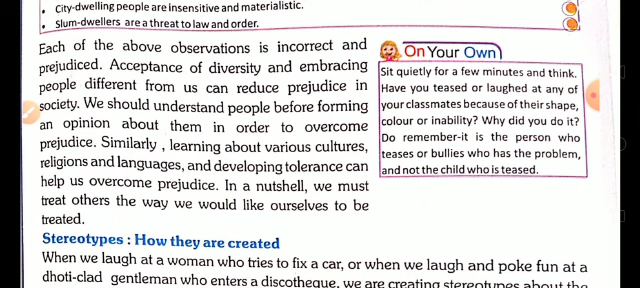 • City-dwelling people are insensitive and materialistic.
• Slum-dwellers are a threat to law and order.
Each of the above observations is incorrect and
prejudiced. Acceptance of diversity and embracing
people different from us can reduce prejudice in
society. We should understand people before forming
an opinion about them in order to overcome
prejudice. Similarly , learning about various cultures,
religions and languages, and developing tolerance can
help us overcome prejudice. In a nutshell, we must
treat others the way we would like ourselves to be
treated.
On Your Own
Sit quietly for a few minutes and think.
Have you teased or laughed at any of
your classmates because of their shape,
colour or inability? Why did you do it?
Do remember-it is the person who
teases or bullies who has the problem,
and not the child who is teased.
Stereotypes : How they are created
When we laugh at a woman who tries to fix a car, or when we laugh and poke fun at a
dhoti-clad gentleman who enters a discotheque, we are creating stereotypes about the